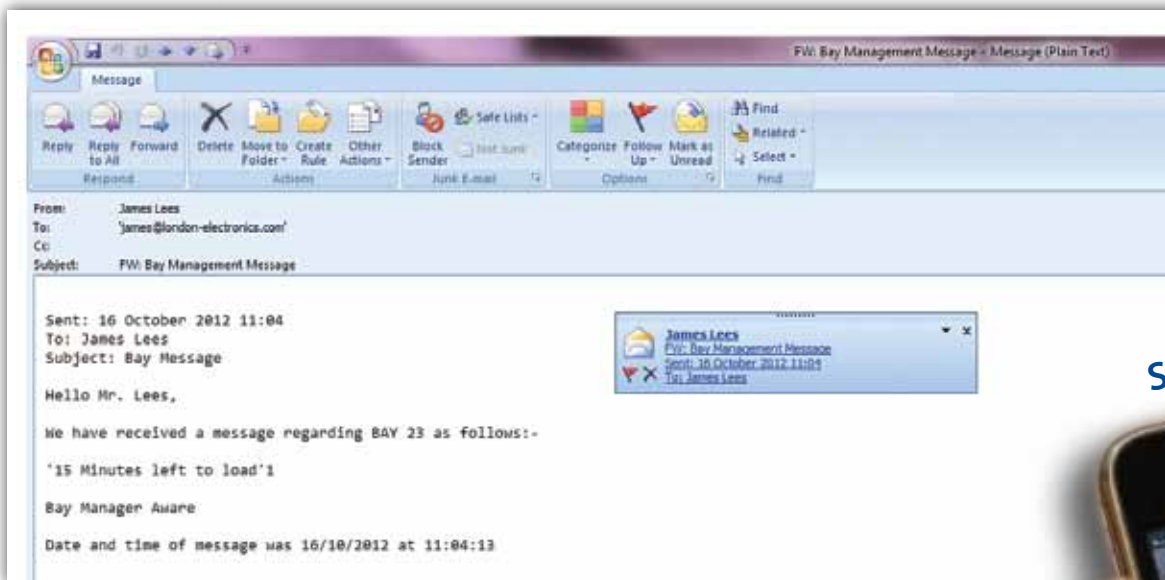 FW: Bay Management Message - Message (Plain Text)
Message
Reply
Reply to All
Forward
Respond
Delete
Move to Folder
Create Rule
Other Actions
Actions
Block Sender
Safe Lists
Not Junk
Junk E-mail
Categorize
Follow Up
Mark as Unread
Options
Find
Related
Select
Find
From: James Lees
To: 'james@london-electronics.com'
Cc:
Subject: FW: Bay Management Message
Sent: 16 October 2012 11:04
To: James Lees
Subject: Bay Message
Hello Mr. Lees,
We have received a message regarding BAY 23 as follows:-
'15 Minutes left to load'1
Bay Manager Aware
Date and time of message was 16/10/2012 at 11:04:13
James Lees
FW: Bay Management Message
Sent: 16 October 2012 11:04
To: James Lees
S